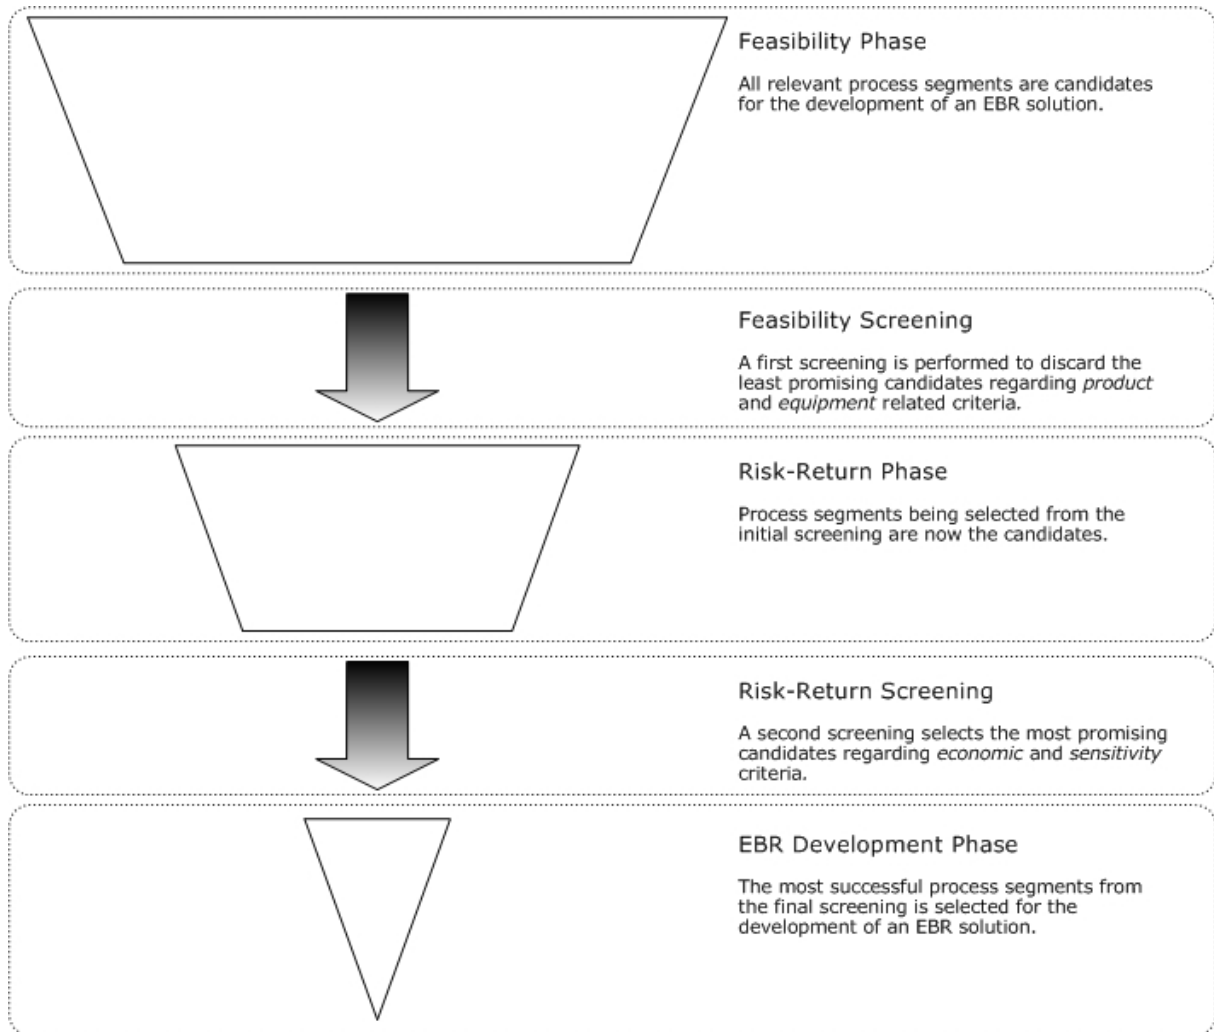 Feasibility Phase
All relevant process segments are candidates
for the development of an EBR solution.
Feasibility Screening
A first screening is performed to discard the
least promising candidates regarding product
and equipment related criteria.
Risk-Return Phase
Process segments being selected from the
initial screening are now the candidates.
Risk-Return Screening
A second screening selects the most promising
candidates regarding economic and sensitivity
criteria.
EBR Development Phase
The most successful process segments from
the final screening is selected for the
development of an EBR solution.